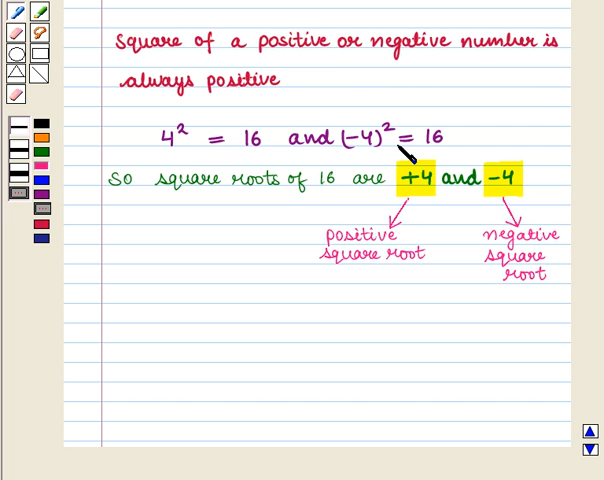 Square of a positive or negative number is
always positive
4² = 16 and (-4)² = 16
So square roots of 16 are +4 and -4
positive square root
negative square root